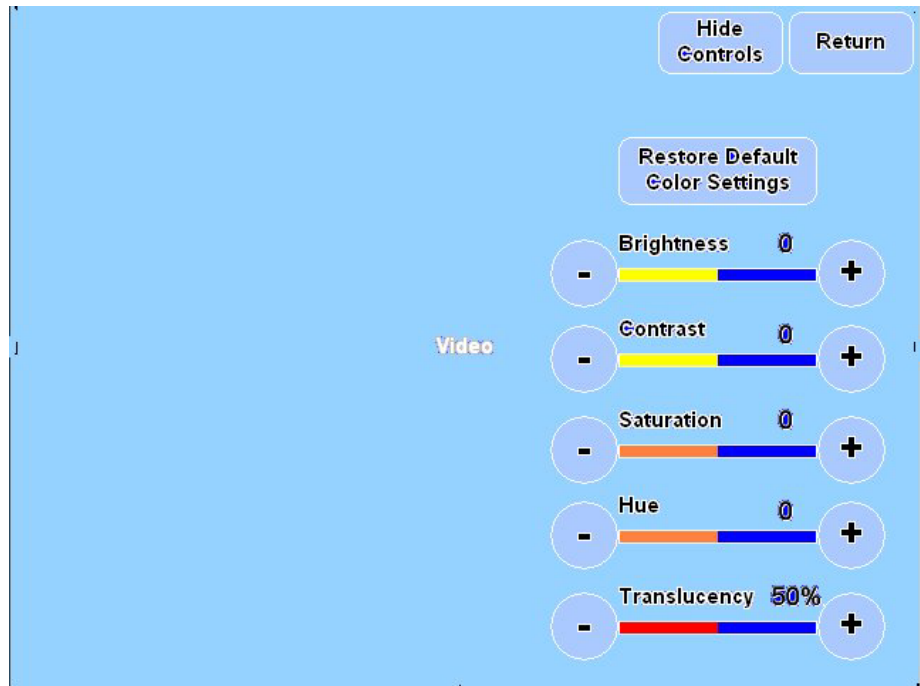 Hide
Controls
Return
Restore Default
Color Settings
Brightness 0
- +
Contrast 0
- +
Video
Saturation 0
- +
Hue 0
- +
Translucency 50%
- +